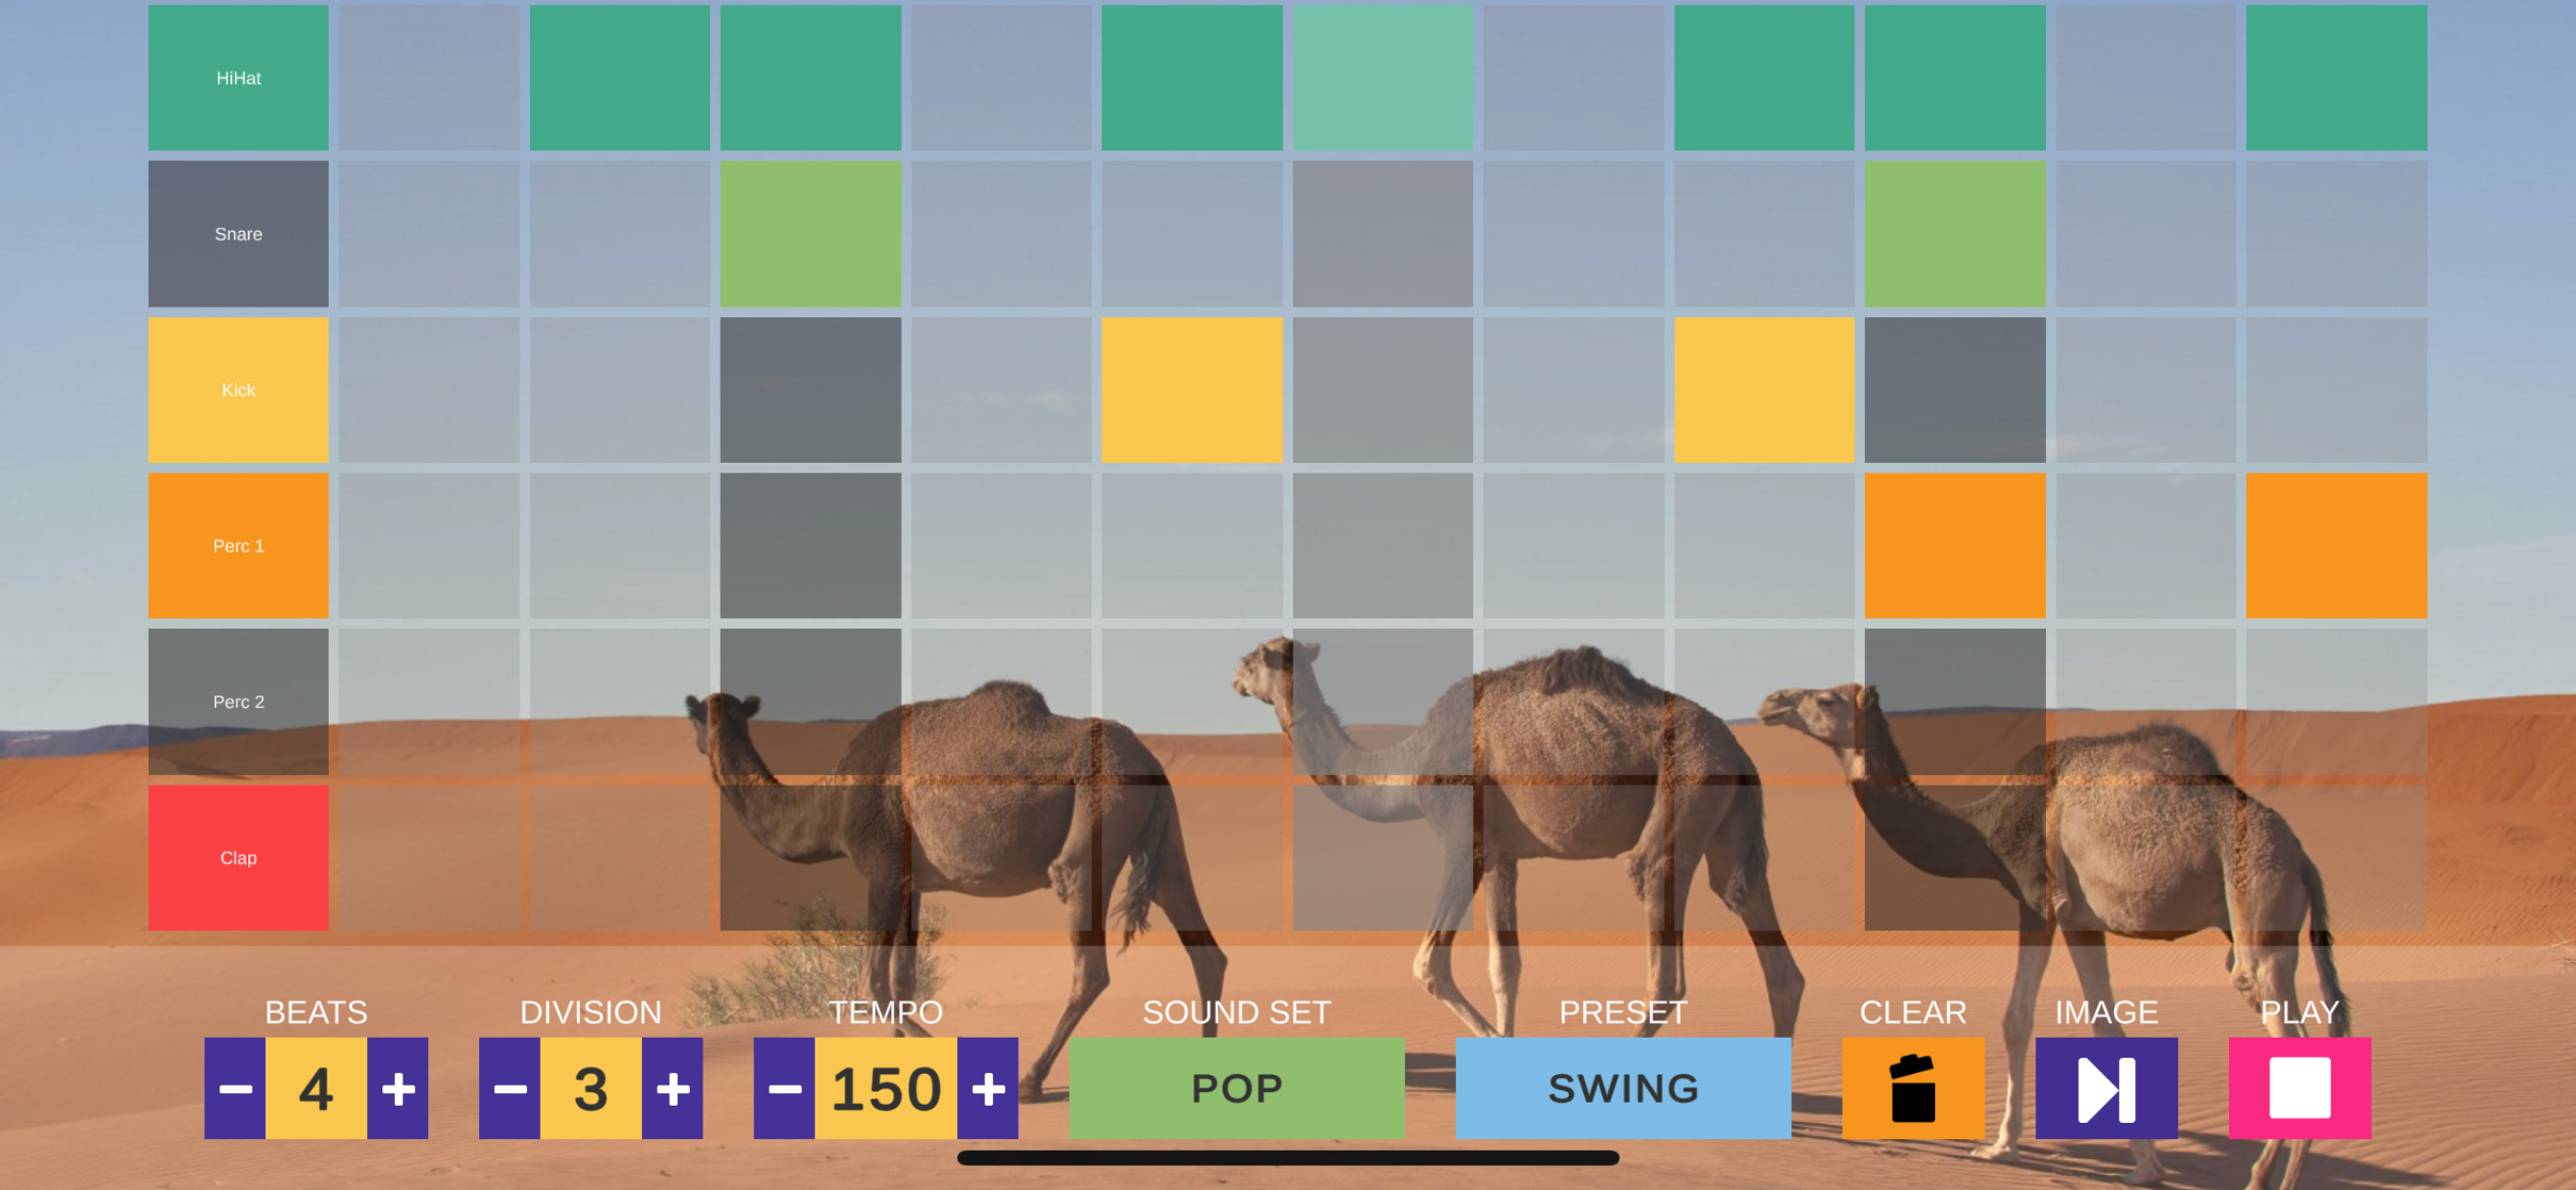 HiHat
Snare
Kick
Perc 1
Perc 2
Clap
BEATS DIVISION TEMPO SOUND SET PRESET CLEAR IMAGE PLAY
− 4 + − 3 + − 150 + POP SWING